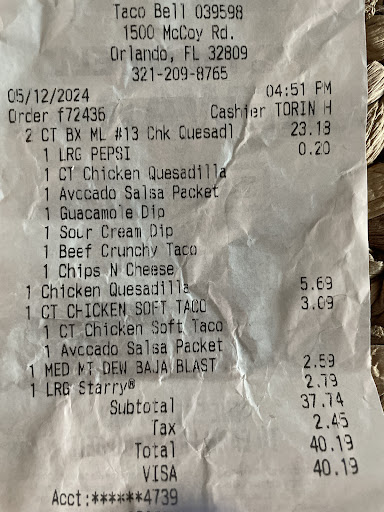 Taco Bell 039598
1500 McCoy Rd.
Orlando, FL 32809
321-209-8765
05/12/2024 04:51 PM
Order f72436 Cashier TORIN H
2 CT BX ML #13 Chk Quesadl 23.18
1 LRG PEPSI 0.20
1 CT Chicken Quesadilla
1 Avocado Salsa Packet
1 Guacamole Dip
1 Sour Cream Dip
1 Beef Crunchy Taco
1 Chips N Cheese
1 Chicken Quesadilla 5.69
1 CT CHICKEN SOFT TACO 3.09
1 CT Chicken Soft Taco
1 Avocado Salsa Packet
1 MED MT DEW BAJA BLAST 2.59
1 LRG Starry® 2.79
Subtotal 37.74
Tax 2.45
Total 40.19
VISA 40.19
Acct:******4739